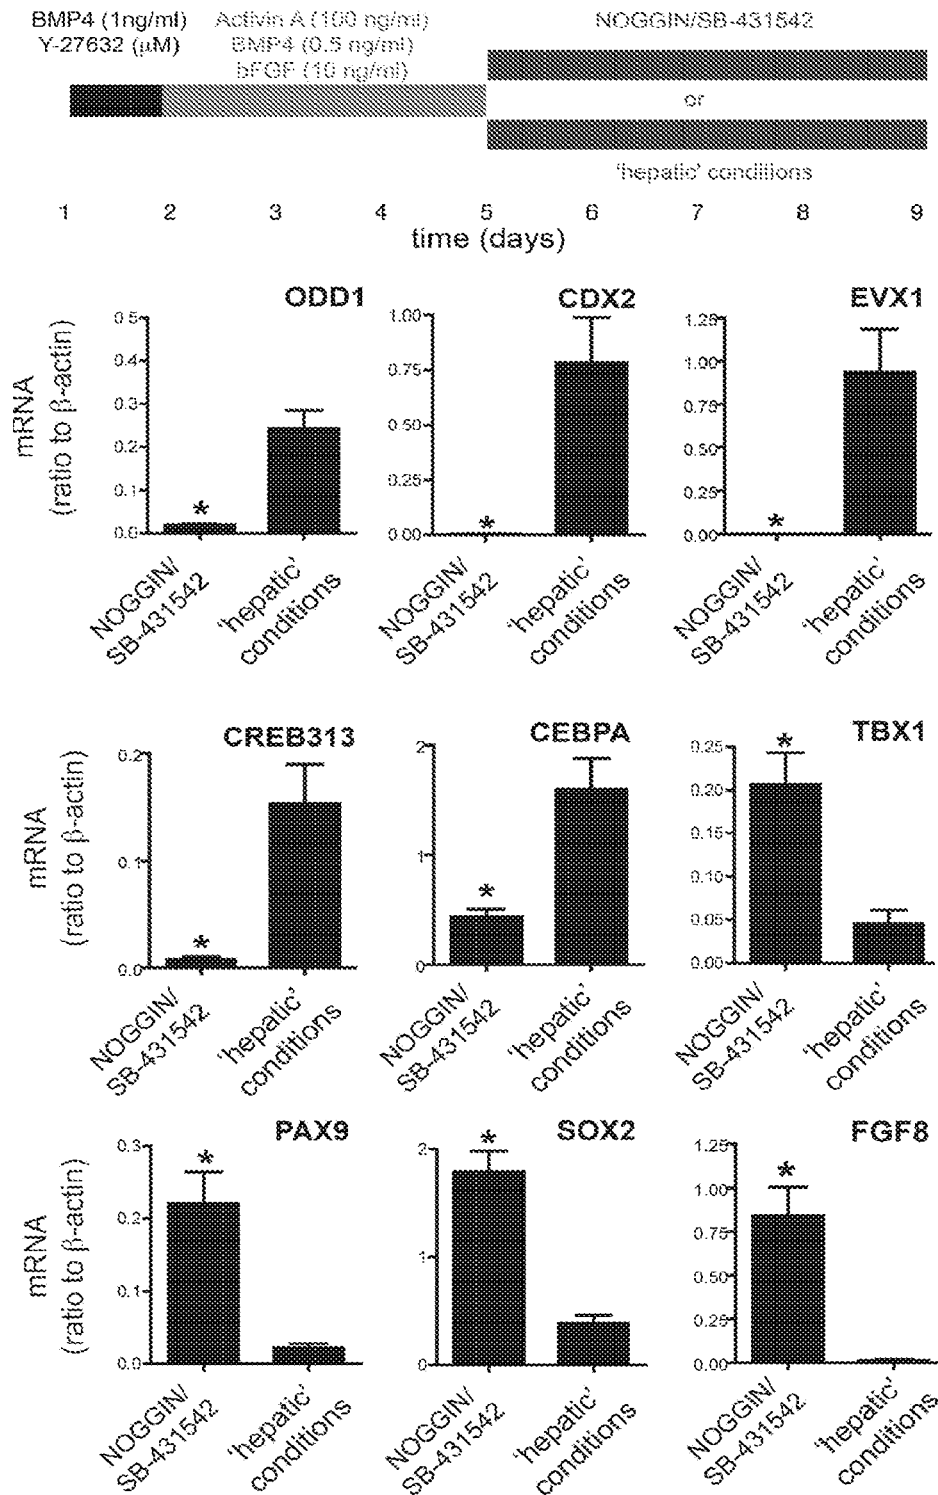 BMP4 (1ng/ml)
Y-27632 (μM)
Activin A (100 ng/ml)
BMP4 (0.5 ng/ml)
bFGF (10 ng/ml)
NOGGIN/SB-431542
or
'hepatic' conditions
1 2 3 4 5 6 7 8 9
time (days)
ODD1
mRNA
(ratio to β-actin)
0.5
0.4
0.3
0.2
0.1
0.0
*
NOGGIN/
SB-431542
'hepatic'
conditions
CDX2
1.00
0.75
0.50
0.25
0.00
*
NOGGIN/
SB-431542
'hepatic'
conditions
EVX1
1.25
1.00
0.75
0.50
0.25
0.00
*
NOGGIN/
SB-431542
'hepatic'
conditions
CREB313
mRNA
(ratio to β-actin)
0.2
0.1
0.0
*
NOGGIN/
SB-431542
'hepatic'
conditions
CEBPA
2
1
0
*
NOGGIN/
SB-431542
'hepatic'
conditions
TBX1
0.25
0.20
0.15
0.10
0.05
0.00
*
NOGGIN/
SB-431542
'hepatic'
conditions
PAX9
mRNA
(ratio to β-actin)
0.3
0.2
0.1
0.0
*
NOGGIN/
SB-431542
'hepatic'
conditions
SOX2
2
1
0
*
NOGGIN/
SB-431542
'hepatic'
conditions
FGF8
1.25
1.00
0.75
0.50
0.25
0.00
*
NOGGIN/
SB-431542
'hepatic'
conditions